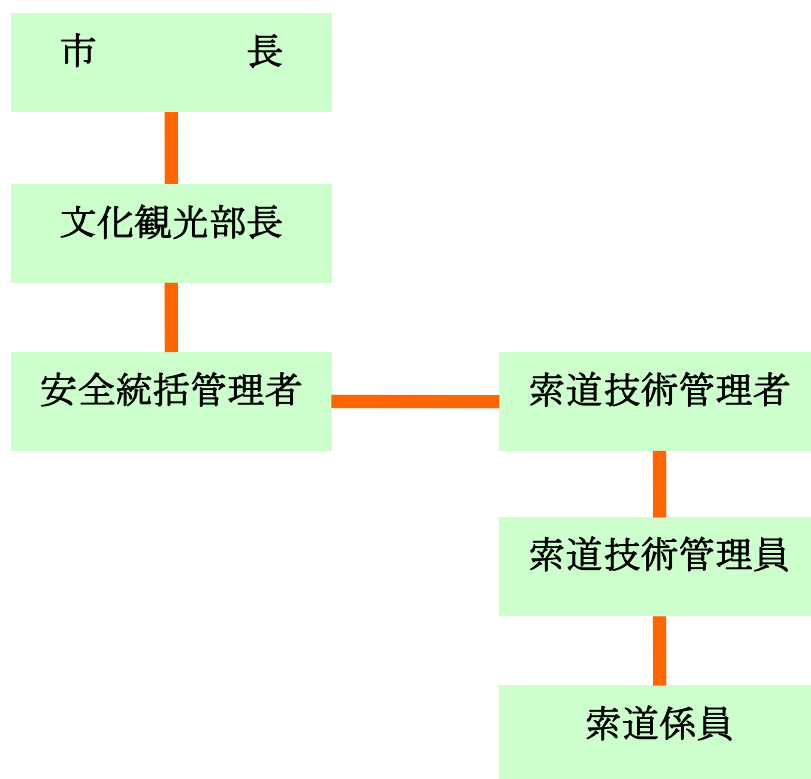 市　　　　長
文化観光部長
安全統括管理者
索道技術管理者
索道技術管理員
索道係員